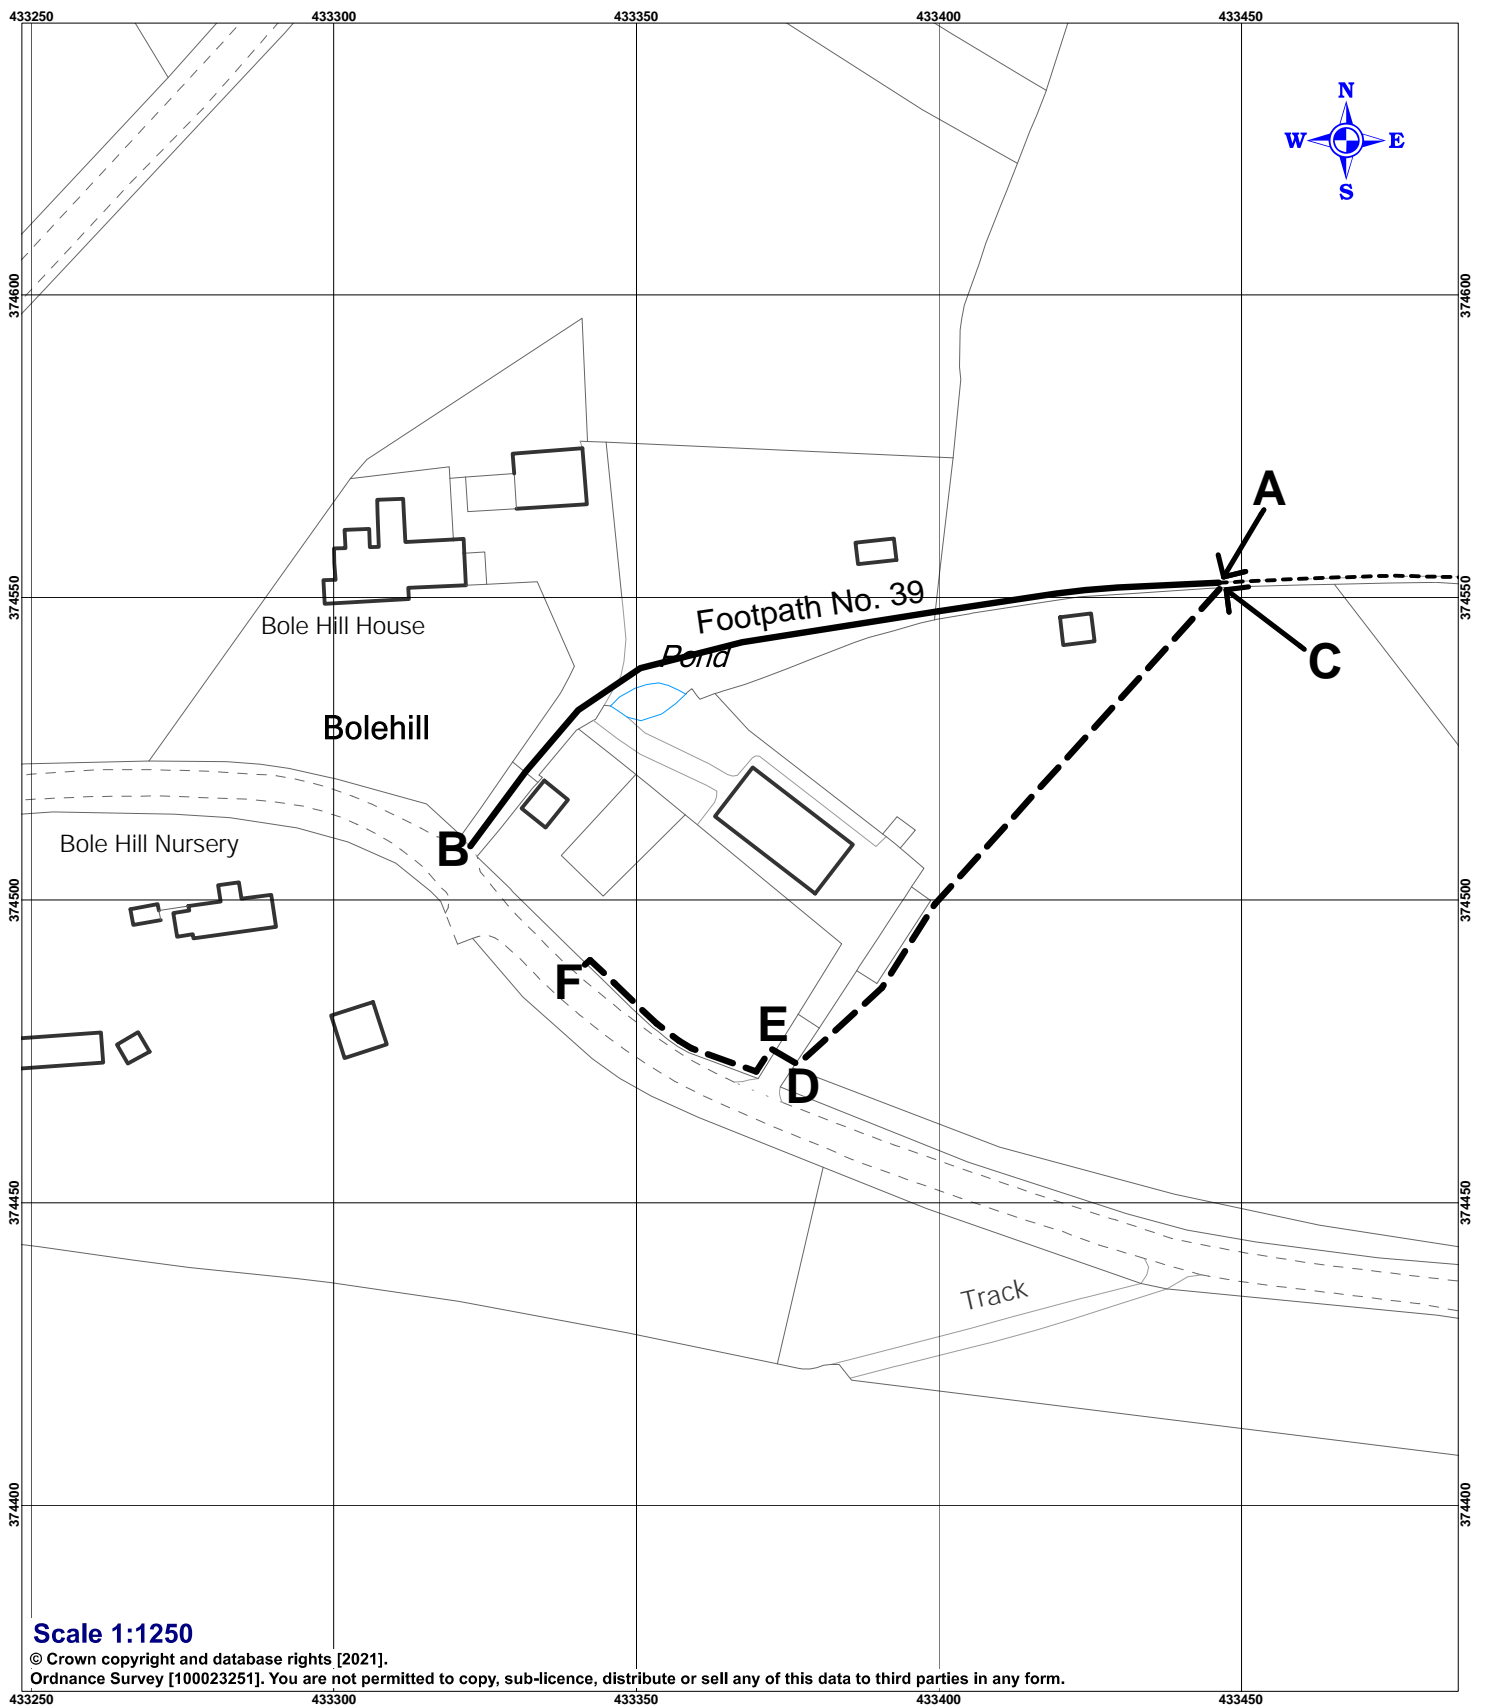 433250 433300 433350 433400 433450
N
W E
S
374600 374600
A
374550 374550
Footpath No. 39
Bole Hill House
Pond
C
Bolehill
Bole Hill Nursery
B
374500 374500
F
E
D
374450 374450
Track
374400 374400
Scale 1:1250
© Crown copyright and database rights [2021].
Ordnance Survey [100023251]. You are not permitted to copy, sub-licence, distribute or sell any of this data to third parties in any form.
433250 433300 433350 433400 433450